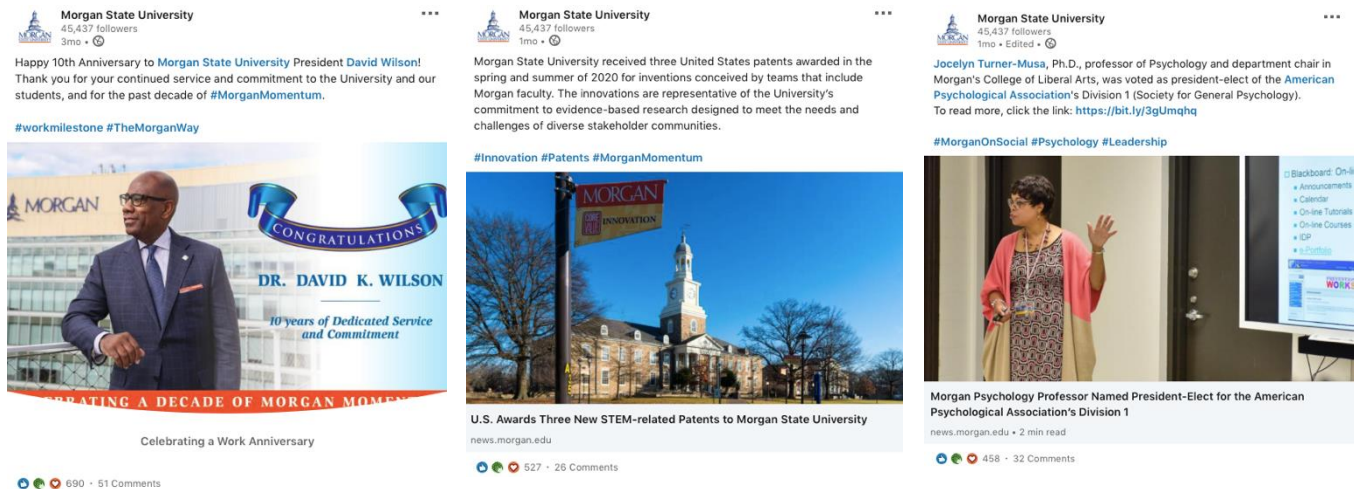 MORGAN
Morgan State University
45,437 followers
3mo •
Happy 10th Anniversary to Morgan State University President David Wilson!
Thank you for your continued service and commitment to the University and our
students, and for the past decade of #MorganMomentum.
#workmilestone #TheMorganWay
MORGAN
CONGRATULATIONS
DR. DAVID K. WILSON
10 years of Dedicated Service
and Commitment
BRATING A DECADE OF MORGAN MOMEN
Celebrating a Work Anniversary
690 · 51 Comments
MORGAN
Morgan State University
45,437 followers
1mo •
Morgan State University received three United States patents awarded in the
spring and summer of 2020 for inventions conceived by teams that include
Morgan faculty. The innovations are representative of the University's
commitment to evidence-based research designed to meet the needs and
challenges of diverse stakeholder communities.
#Innovation #Patents #MorganMomentum
MORGAN
INNOVATION
U.S. Awards Three New STEM-related Patents to Morgan State University
news.morgan.edu
527 · 26 Comments
MORGAN
Morgan State University
45,437 followers
1mo • Edited •
Jocelyn Turner-Musa, Ph.D., professor of Psychology and department chair in
Morgan's College of Liberal Arts, was voted as president-elect of the American
Psychological Association's Division 1 (Society for General Psychology).
To read more, click the link: https://bit.ly/3gUmqhq
#MorganOnSocial #Psychology #Leadership
Blackboard: On-li
Announcements
Calendar
On-line Tutorials
On-line Courses
IDP
e-Portfolio
WORKS
Morgan Psychology Professor Named President-Elect for the American
Psychological Association's Division 1
news.morgan.edu • 2 min read
458 · 32 Comments